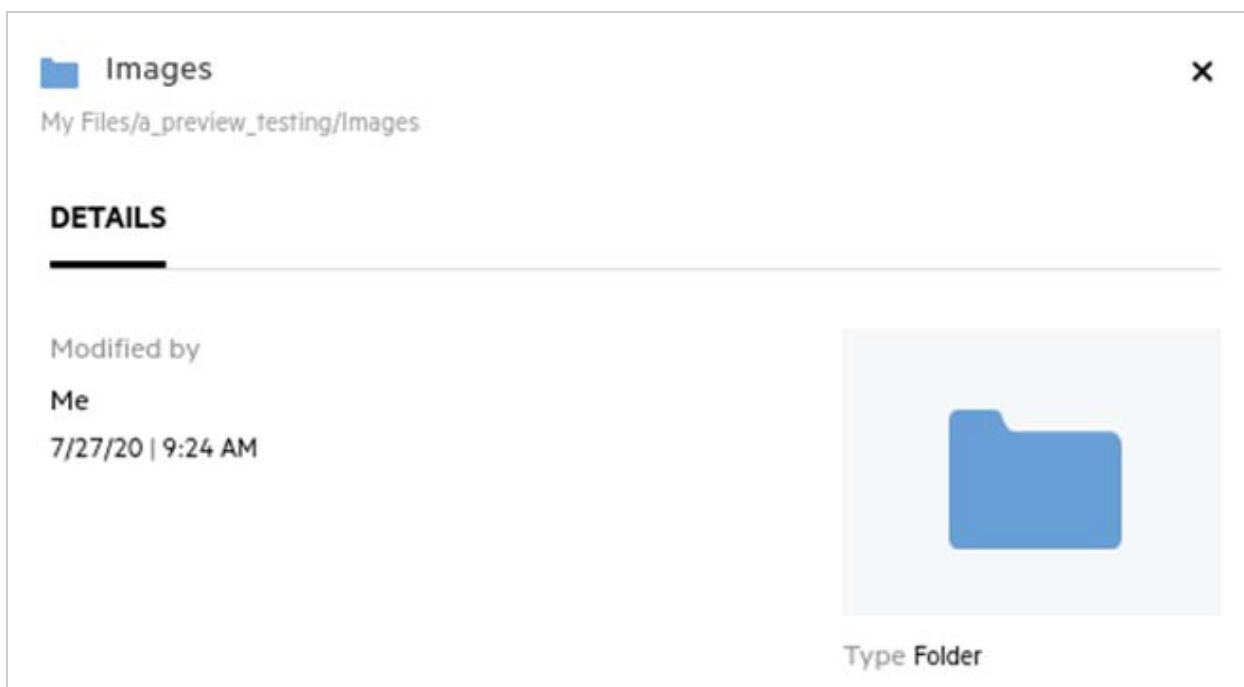 Images
My Files/a_preview_testing/Images
DETAILS
Modified by
Me
7/27/20 | 9:24 AM
Type Folder